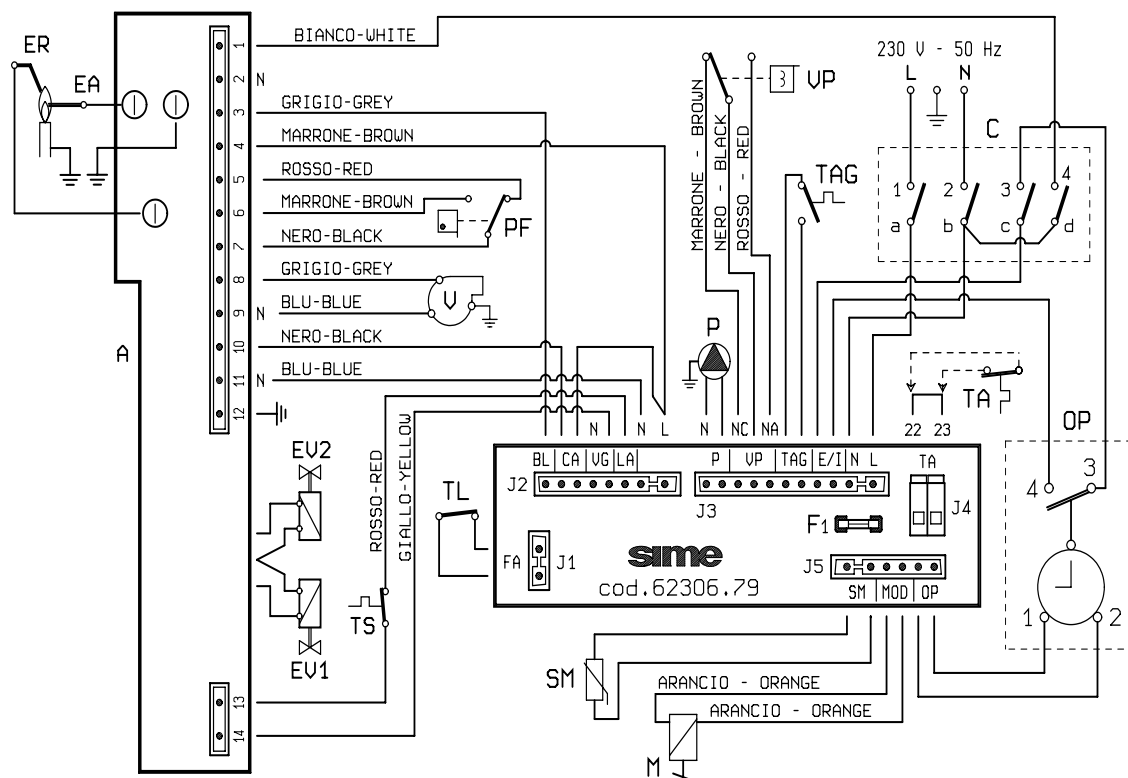 BIANCO-WHITE
230 V - 50 Hz
L
N
C
ER
EA
A
1
2
N
3
4
5
6
7
8
9
N
10
11
N
12
13
14
GRIGIO-GREY
MARRONE-BROWN
ROSSO-RED
MARRONE-BROWN
NERO-BLACK
GRIGIO-GREY
BLU-BLUE
NERO-BLACK
BLU-BLUE
PF
V
MARRONE - BROWN
NERO - BLACK
ROSSO - RED
VP
TAG
1
2
3
4
a
b
c
d
P
TA
22 23
OP
4
3
1
2
EV2
EV1
ROSSO-RED
GIALLO-YELLOW
TL
TS
N
N
L
N
NC
NA
BL CA VG LA
P VP TAG E/I N L
TA
J2
J3
J4
F1
FA
J1
sime
cod.62306.79
J5
SM MOD OP
SM
ARANCIO - ORANGE
ARANCIO - ORANGE
M